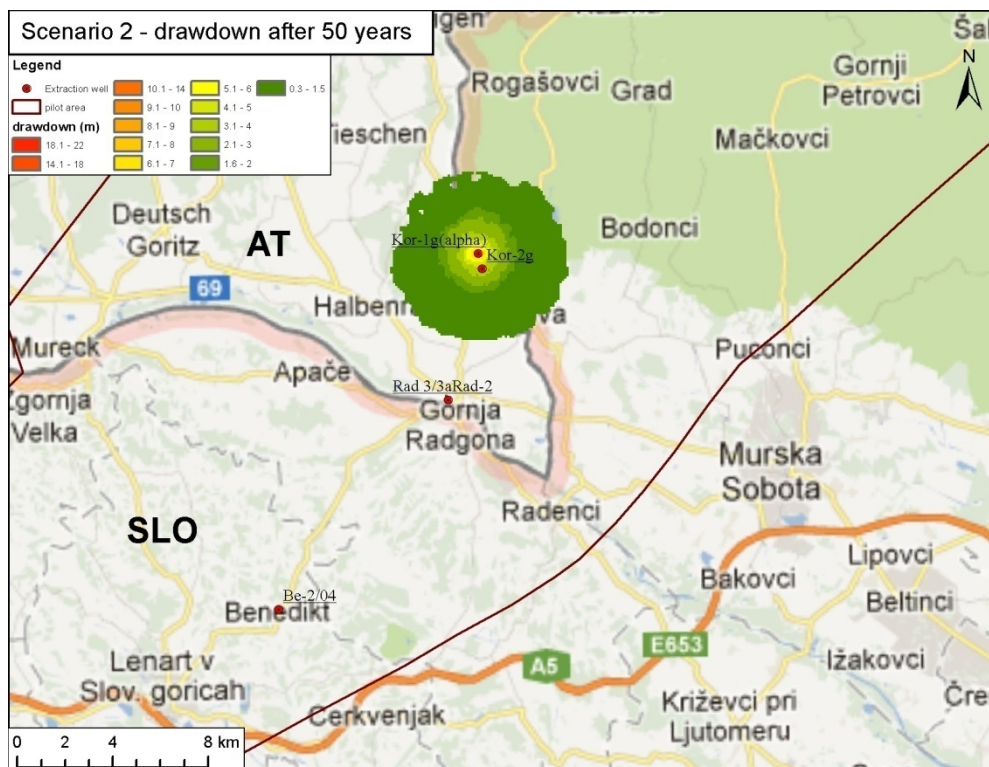 Scenario 2 - drawdown after 50 years
Legend
Extraction well
pilot area
drawdown (m)
18.1 - 22
14.1 - 18
10.1 - 14
9.1 - 10
8.1 - 9
7.1 - 8
6.1 - 7
5.1 - 6
4.1 - 5
3.1 - 4
2.1 - 3
1.6 - 2
0.3 - 1.5
N
Rogašovci
Grad
Gornji
Petrovci
Mačkovci
Tieschen
Deutsch
Goritz
AT
Bodonci
Kor-1g(alpha)
Kor-2g
69
Halbenra
va
Mureck
Apače
Puconci
Zgornja
Velka
Rad 3/3aRad-2
Gornja
Radgona
Murska
Sobota
Radenci
SLO
Lipovci
Bakovci
Beltinci
Be-2/04
Benedikt
E653
Ižakovci
A5
Lenart v
Slov. goricah
Cerkvenjak
Križevci pri
Ljutomeru
0 2 4 8 km